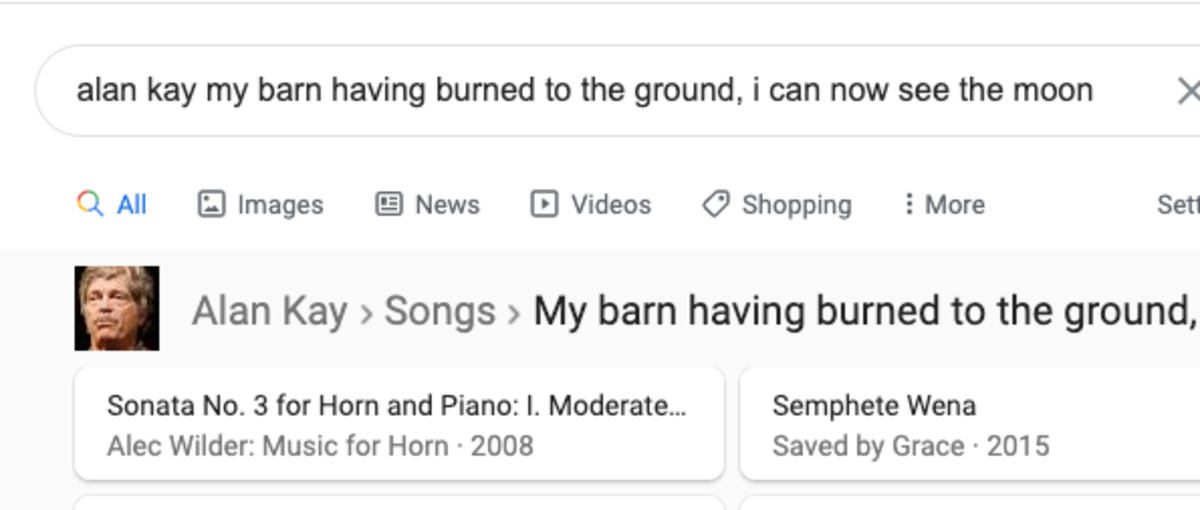 alan kay my barn having burned to the ground, i can now see the moon
All Images News Videos Shopping More Sett
Alan Kay › Songs › My barn having burned to the ground,
Sonata No. 3 for Horn and Piano: I. Moderate...
Alec Wilder: Music for Horn · 2008
Semphete Wena
Saved by Grace · 2015